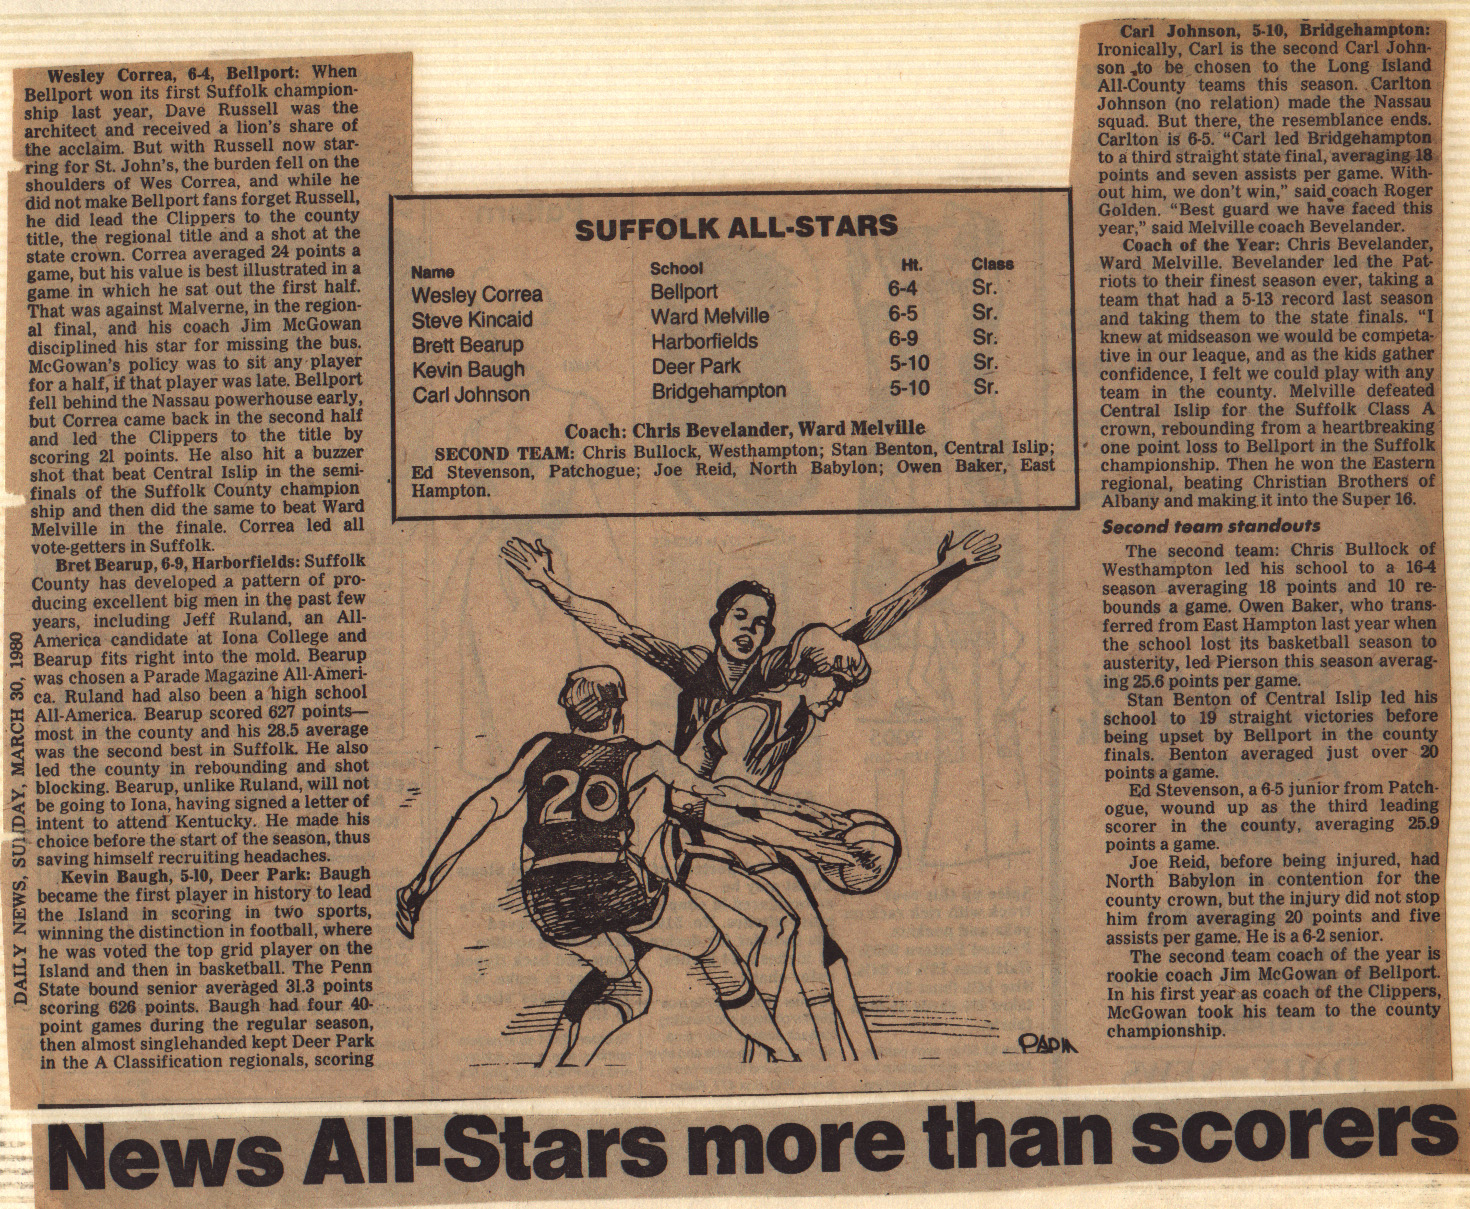 Wesley Correa, 6-4, Bellport: When
Bellport won its first Suffolk champion-
ship last year, Dave Russell was the
architect and received a lion's share of
the acclaim. But with Russell now star-
ring for St. John's, the burden fell on the
shoulders of Wes Correa, and while he
did not make Bellport fans forget Russell,
he did lead the Clippers to the county
title, the regional title and a shot at the
state crown. Correa averaged 24 points a
game, but his value is best illustrated in a
game in which he sat out the first half.
That was against Malverne, in the region-
al final, and his coach Jim McGowan
disciplined his star for missing the bus.
McGowan's policy was to sit any player
for a half, if that player was late. Bellport
fell behind the Nassau powerhouse early,
but Correa came back in the second half
and led the Clippers to the title by
scoring 21 points. He also hit a buzzer
shot that beat Central Islip in the semi-
finals of the Suffolk County champion
ship and then did the same to beat Ward
Melville in the finale. Correa led all
vote-getters in Suffolk.
Bret Bearup, 6-9, Harborfields: Suffolk
County has developed a pattern of pro-
ducing excellent big men in the past few
years, including Jeff Ruland, an All-
America candidate at Iona College and
Bearup fits right into the mold. Bearup
was chosen a Parade Magazine All-Ameri-
ca. Ruland had also been a high school
All-America. Bearup scored 627 points—
most in the county and his 28.5 average
was the second best in Suffolk. He also
led the county in rebounding and shot
blocking. Bearup, unlike Ruland, will not
be going to Iona, having signed a letter of
intent to attend Kentucky. He made his
choice before the start of the season, thus
saving himself recruiting headaches.
Kevin Baugh, 5-10, Deer Park: Baugh
became the first player in history to lead
the Island in scoring in two sports,
winning the distinction in football, where
he was voted the top grid player on the
Island and then in basketball. The Penn
State bound senior averaged 31.3 points
scoring 626 points. Baugh had four 40-
point games during the regular season,
then almost singlehanded kept Deer Park
in the A Classification regionals, scoring
DAILY NEWS, SUNDAY, MARCH 30, 1980
SUFFOLK ALL-STARS
Name School Ht. Class
Wesley Correa Bellport 6-4 Sr.
Steve Kincaid Ward Melville 6-5 Sr.
Brett Bearup Harborfields 6-9 Sr.
Kevin Baugh Deer Park 5-10 Sr.
Carl Johnson Bridgehampton 5-10 Sr.
Coach: Chris Bevelander, Ward Melville
SECOND TEAM: Chris Bullock, Westhampton; Stan Benton, Central Islip;
Ed Stevenson, Patchogue; Joe Reid, North Babylon; Owen Baker, East
Hampton.
20
PAPM
Carl Johnson, 5-10, Bridgehampton:
Ironically, Carl is the second Carl John-
son to be chosen to the Long Island
All-County teams this season. Carlton
Johnson (no relation) made the Nassau
squad. But there, the resemblance ends.
Carlton is 6-5. “Carl led Bridgehampton
to a third straight state final, averaging 18
points and seven assists per game. With-
out him, we don't win,” said coach Roger
Golden. “Best guard we have faced this
year,” said Melville coach Bevelander.
Coach of the Year: Chris Bevelander,
Ward Melville. Bevelander led the Pat-
riots to their finest season ever, taking a
team that had a 5-13 record last season
and taking them to the state finals. “I
knew at midseason we would be competa-
tive in our leaque, and as the kids gather
confidence, I felt we could play with any
team in the county. Melville defeated
Central Islip for the Suffolk Class A
crown, rebounding from a heartbreaking
one point loss to Bellport in the Suffolk
championship. Then he won the Eastern
regional, beating Christian Brothers of
Albany and making it into the Super 16.
Second team standouts
The second team: Chris Bullock of
Westhampton led his school to a 16-4
season averaging 18 points and 10 re-
bounds a game. Owen Baker, who trans-
ferred from East Hampton last year when
the school lost its basketball season to
austerity, led Pierson this season averag-
ing 25.6 points per game.
Stan Benton of Central Islip led his
school to 19 straight victories before
being upset by Bellport in the county
finals. Benton averaged just over 20
points a game.
Ed Stevenson, a 6-5 junior from Patch-
ogue, wound up as the third leading
scorer in the county, averaging 25.9
points a game.
Joe Reid, before being injured, had
North Babylon in contention for the
county crown, but the injury did not stop
him from averaging 20 points and five
assists per game. He is a 6-2 senior.
The second team coach of the year is
rookie coach Jim McGowan of Bellport.
In his first year as coach of the Clippers,
McGowan took his team to the county
championship.
News All-Stars more than scorers